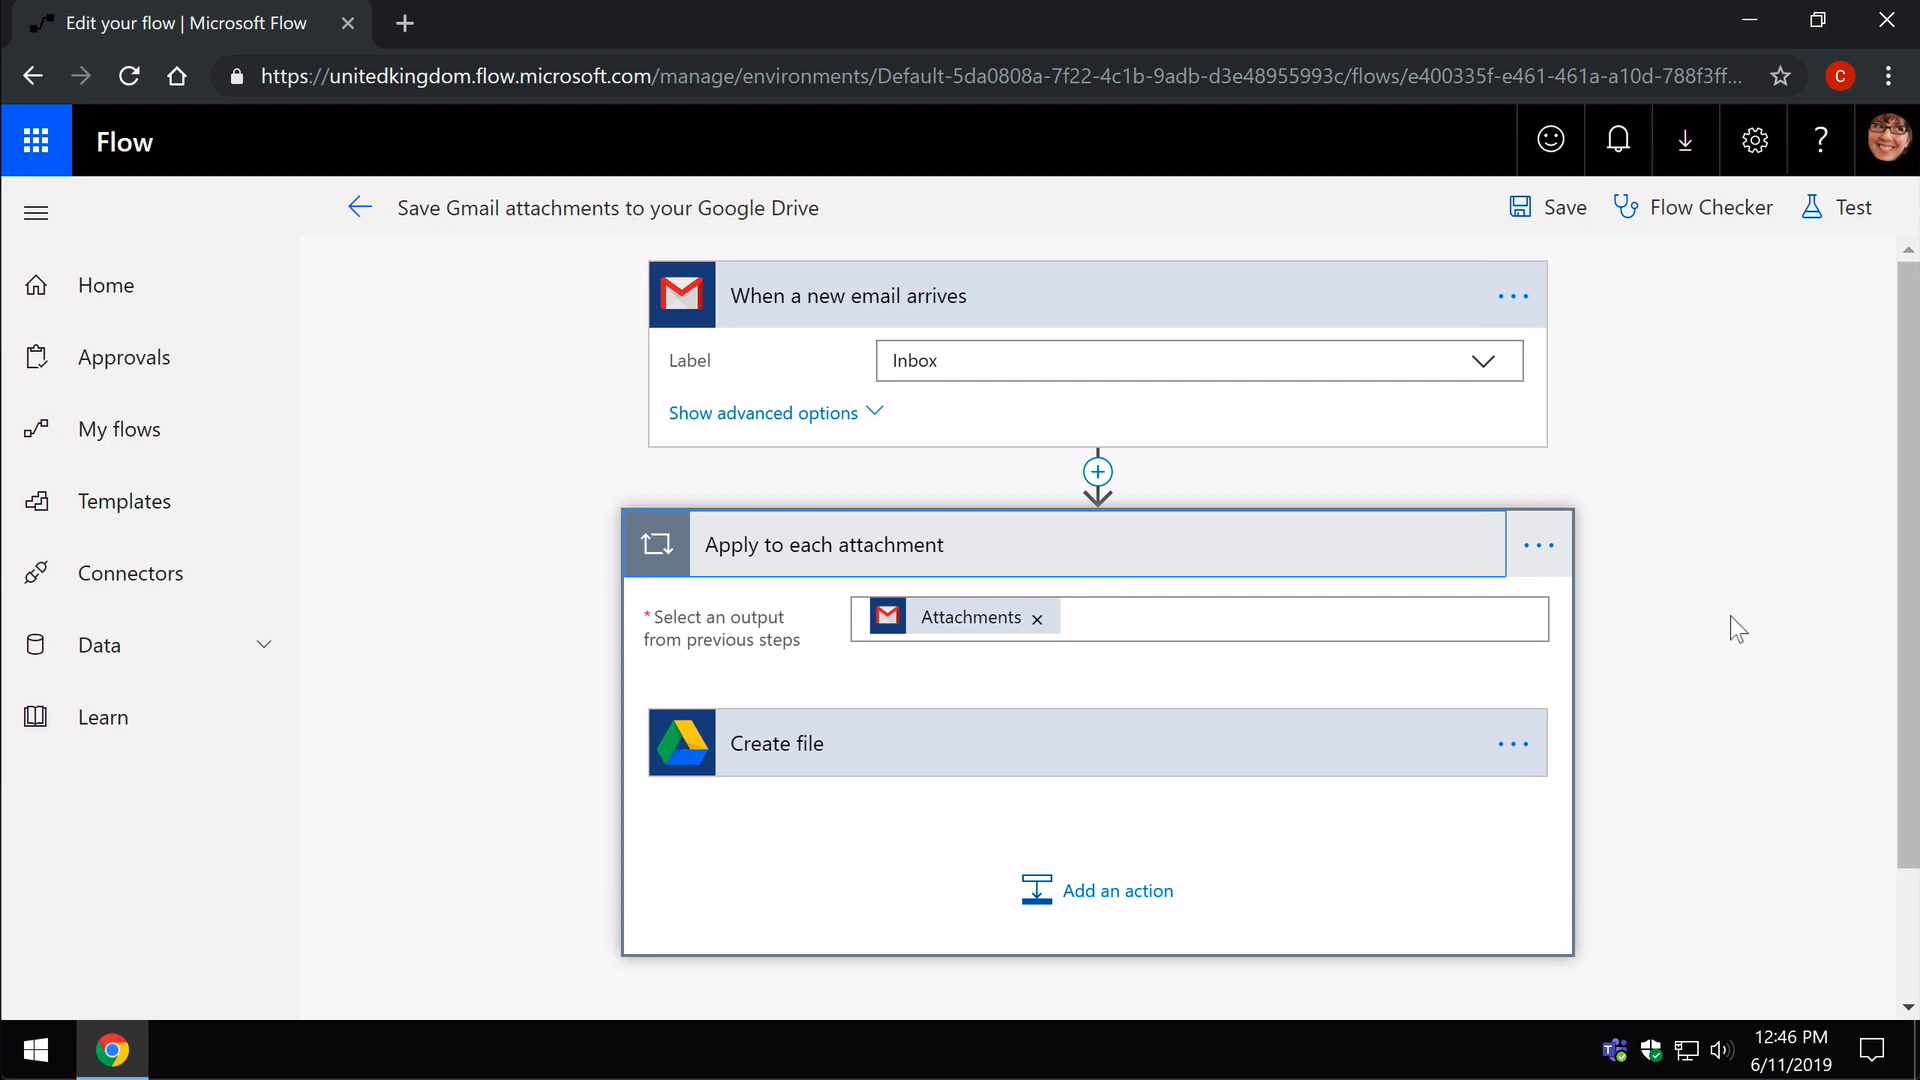 Edit your flow | Microsoft Flow
https://unitedkingdom.flow.microsoft.com/manage/environments/Default-5da0808a-7f22-4c1b-9adb-d3e48955993c/flows/e400335f-e461-461a-a10d-788f3ff...
C
Flow
?
Save Gmail attachments to your Google Drive
Save
Flow Checker
Test
Home
Approvals
My flows
Templates
Connectors
Data
Learn
When a new email arrives
Label
Inbox
Show advanced options
Apply to each attachment
* Select an output
from previous steps
Attachments
Create file
Add an action
12:46 PM
6/11/2019